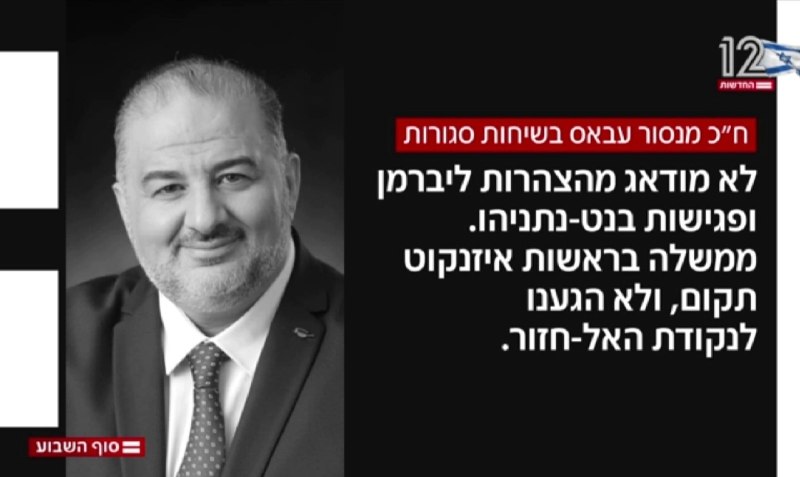 12
החדשות
ח״כ מנסור עבאס בשיחות סגורות
לא מודאג מהצהרות ליברמן
ופגישות בנט-נתניהו.
ממשלה בראשות איזנקוט
תקום, ולא הגענו
לנקודת האל-חזור.
סוף השבוע